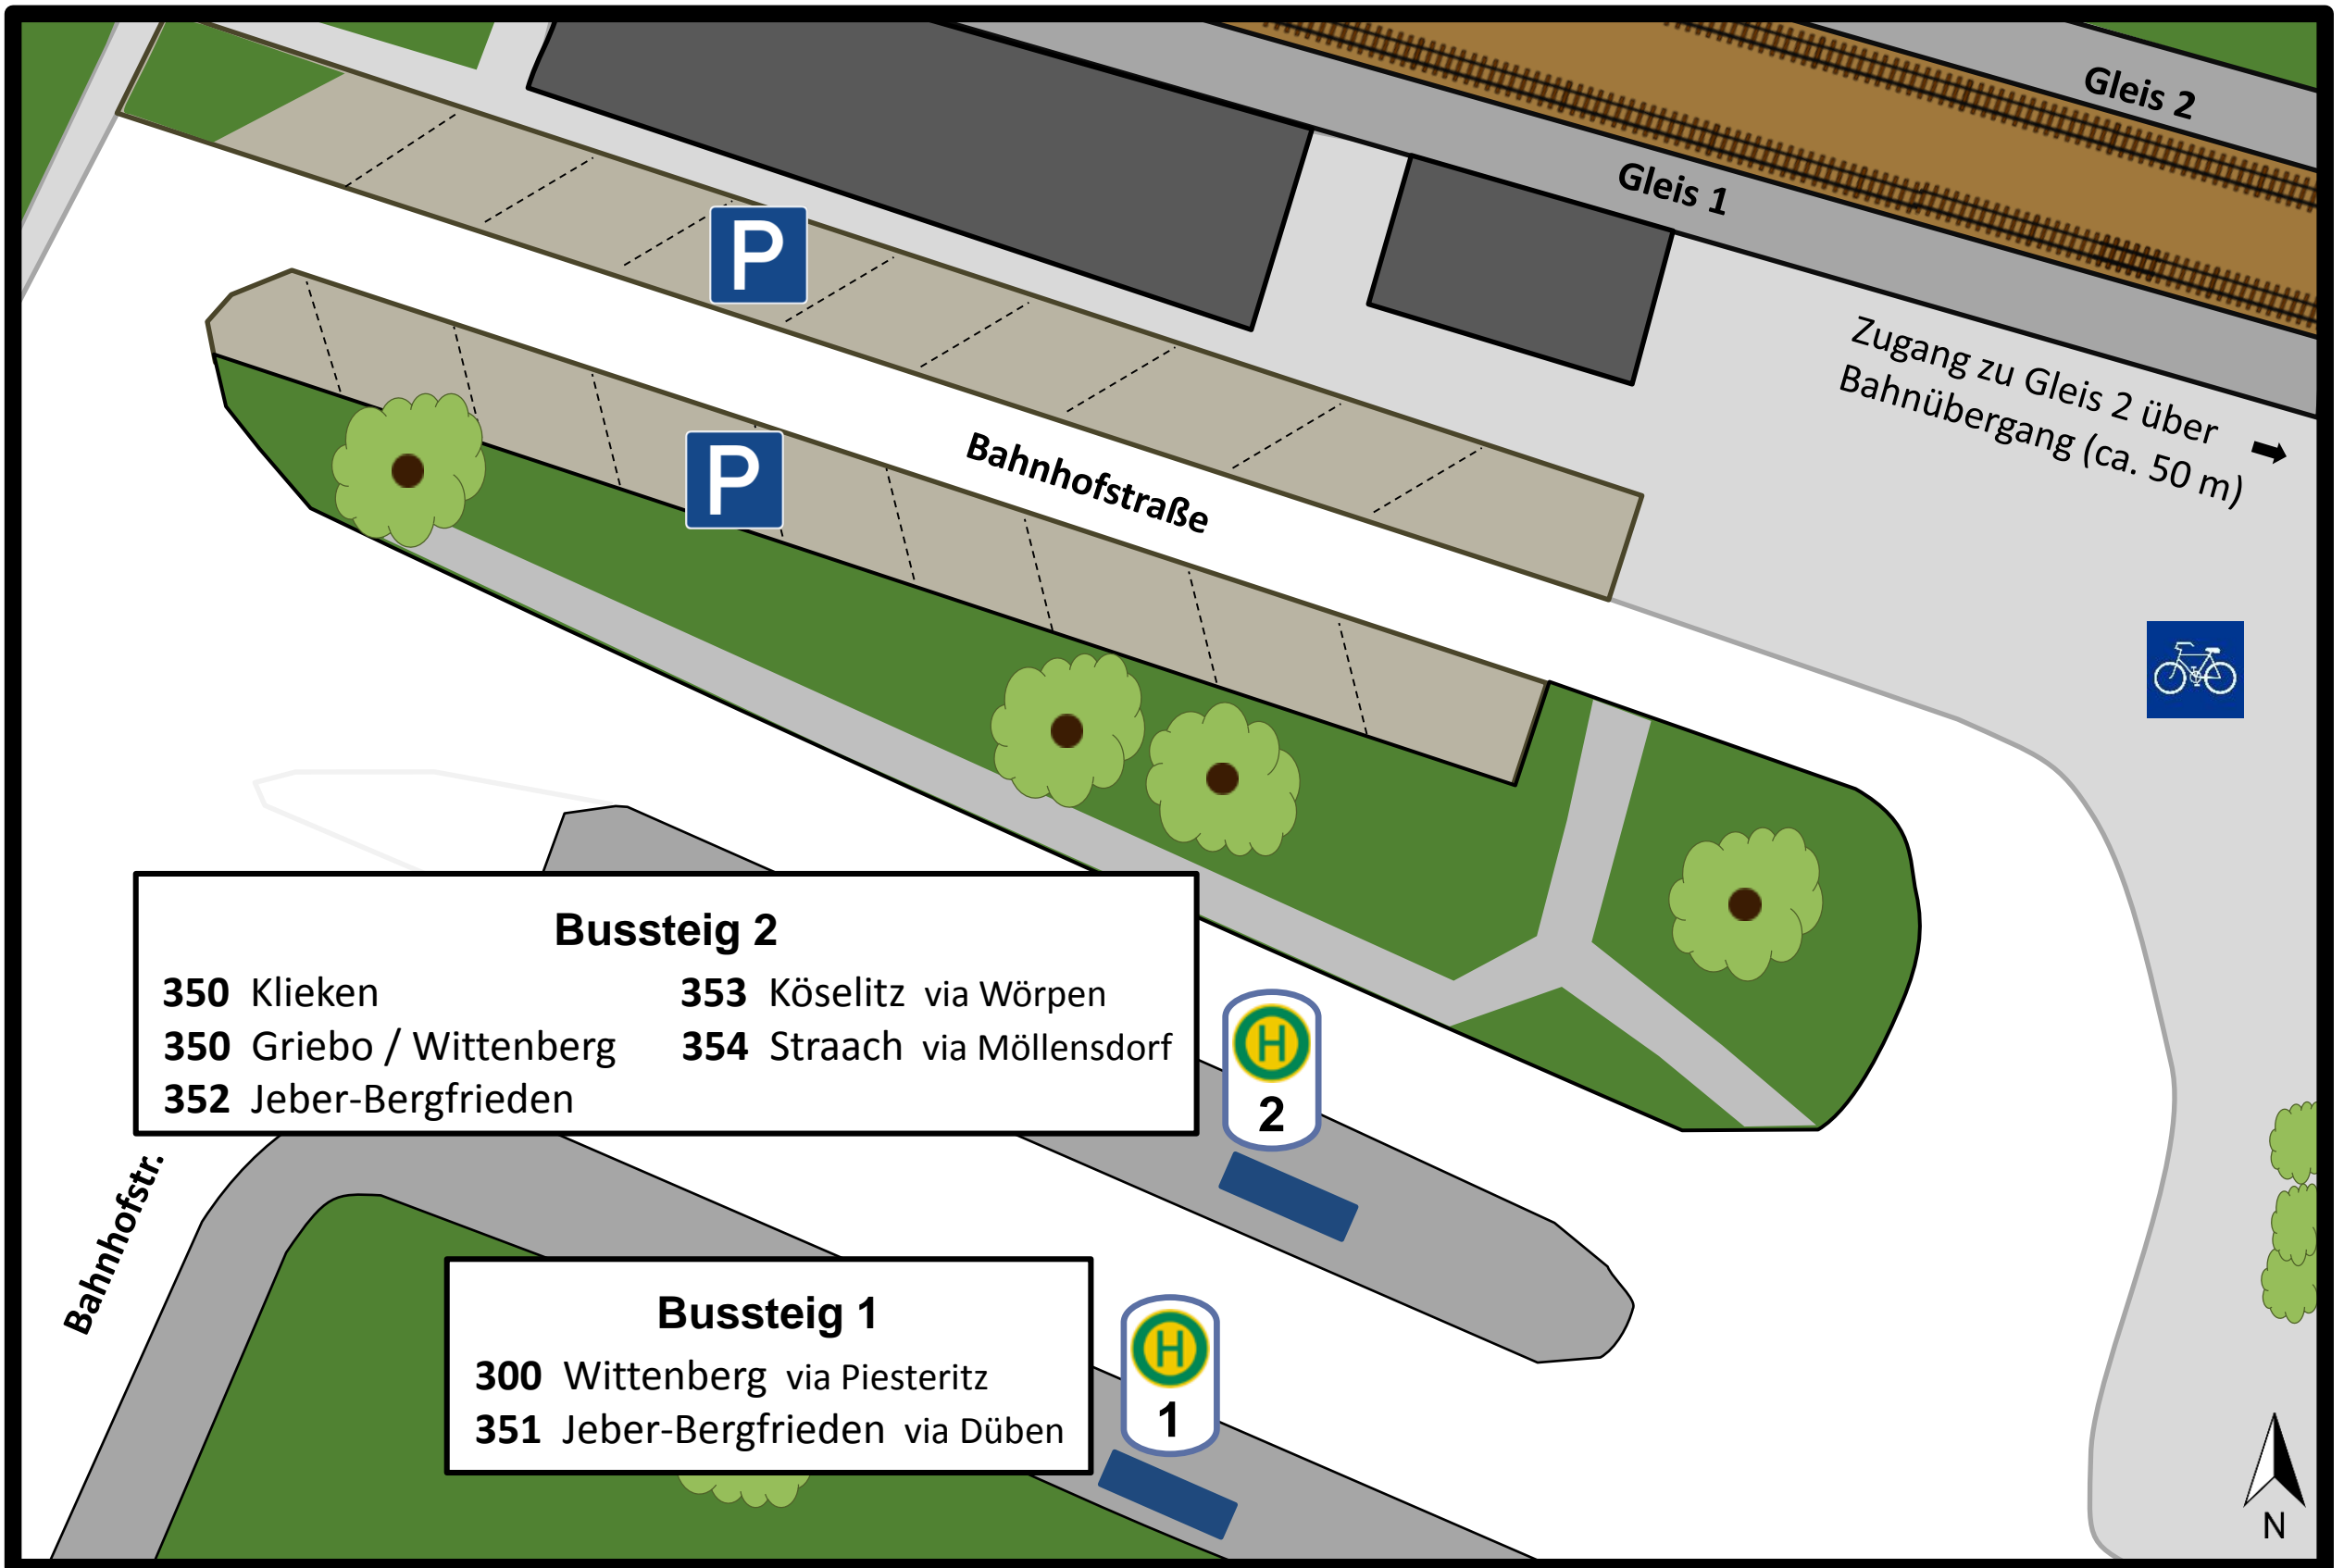 Gleis 2
Gleis 1
P
Zugang zu Gleis 2 über
Bahnübergang (ca. 50 m)
P
Bahnhofstraße
Bussteig 2
350 Klieken
350 Griebo / Wittenberg
352 Jeber-Bergfrieden
353 Köselitz via Wörpen
354 Straach via Möllensdorf
H
2
Bahnhofstr.
Bussteig 1
300 Wittenberg via Piesteritz
351 Jeber-Bergfrieden via Düben
H
1
N